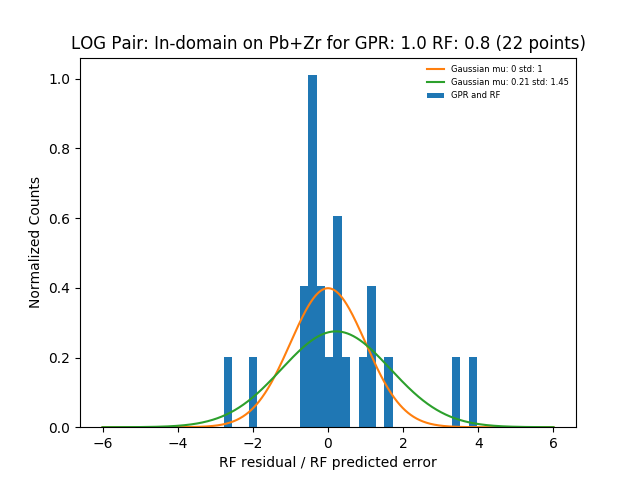 LOG Pair: In-domain on Pb+Zr for GPR: 1.0 RF: 0.8 (22 points)
Gaussian mu: 0 std: 1
Gaussian mu: 0.21 std: 1.45
GPR and RF
Normalized Counts
1.0
0.8
0.6
0.4
0.2
0.0
−6 −4 −2 0 2 4 6
RF residual / RF predicted error